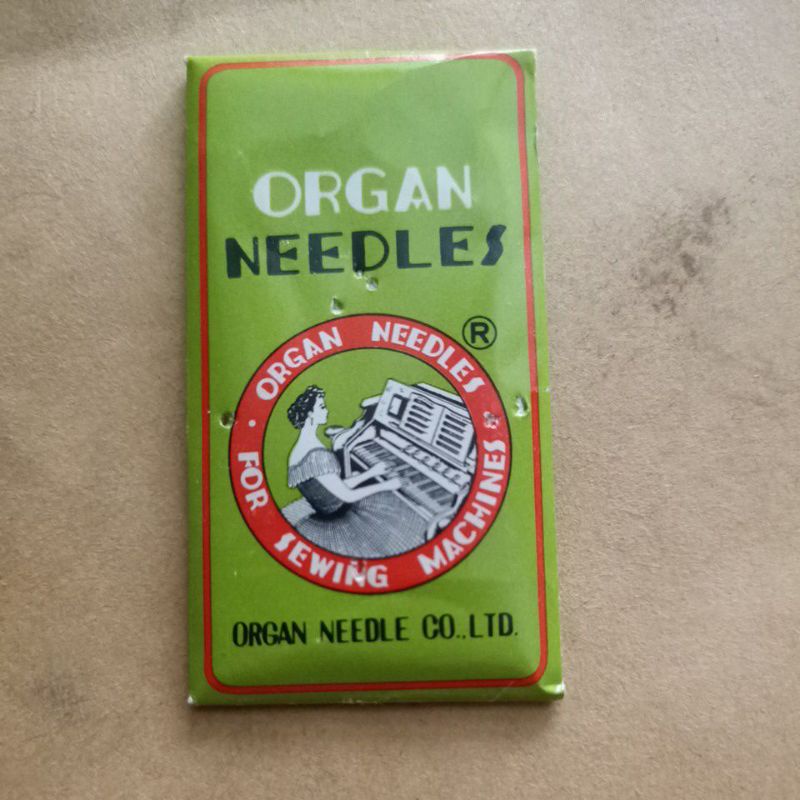 ORGAN
NEEDLES
®
ORGAN NEEDLES
· FOR SEWING MACHINES ·
ORGAN NEEDLE CO.,LTD.